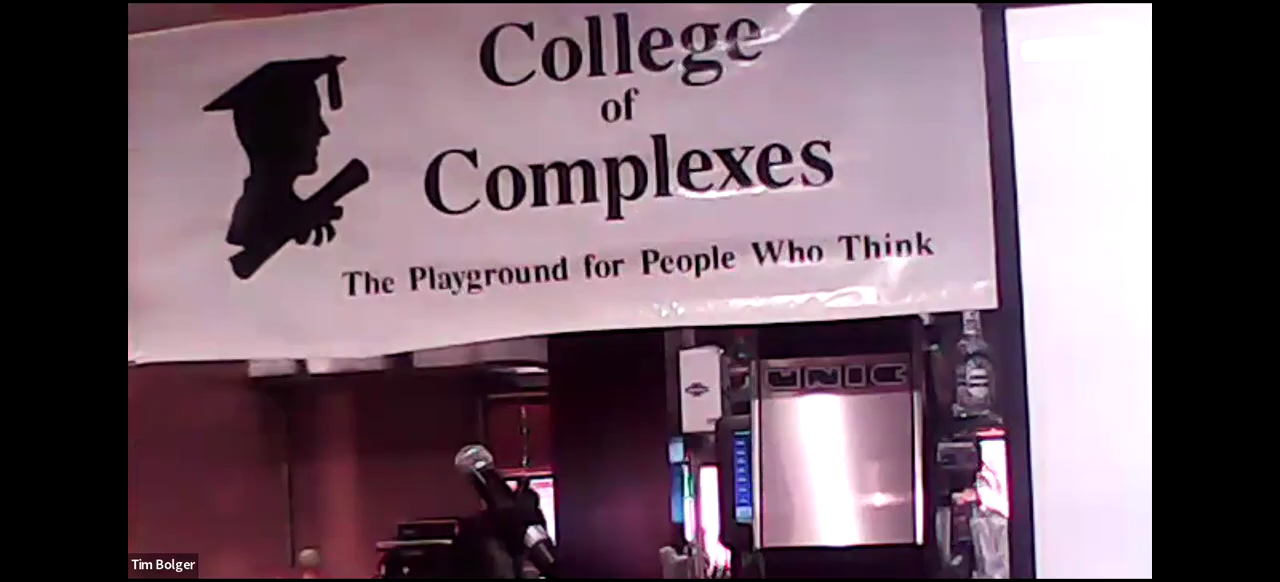 College
of
Complexes
The Playground for People Who Think
UNIC
Tim Bolger